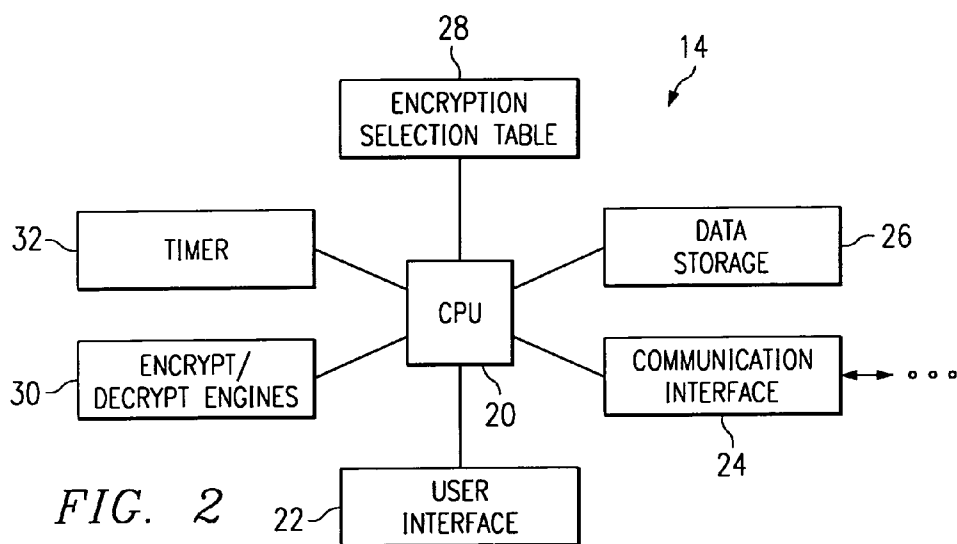 28
14
ENCRYPTION
SELECTION TABLE
32
TIMER
DATA
STORAGE
26
CPU
30
ENCRYPT/
DECRYPT ENGINES
COMMUNICATION
INTERFACE
20
24
FIG. 2
22
USER
INTERFACE